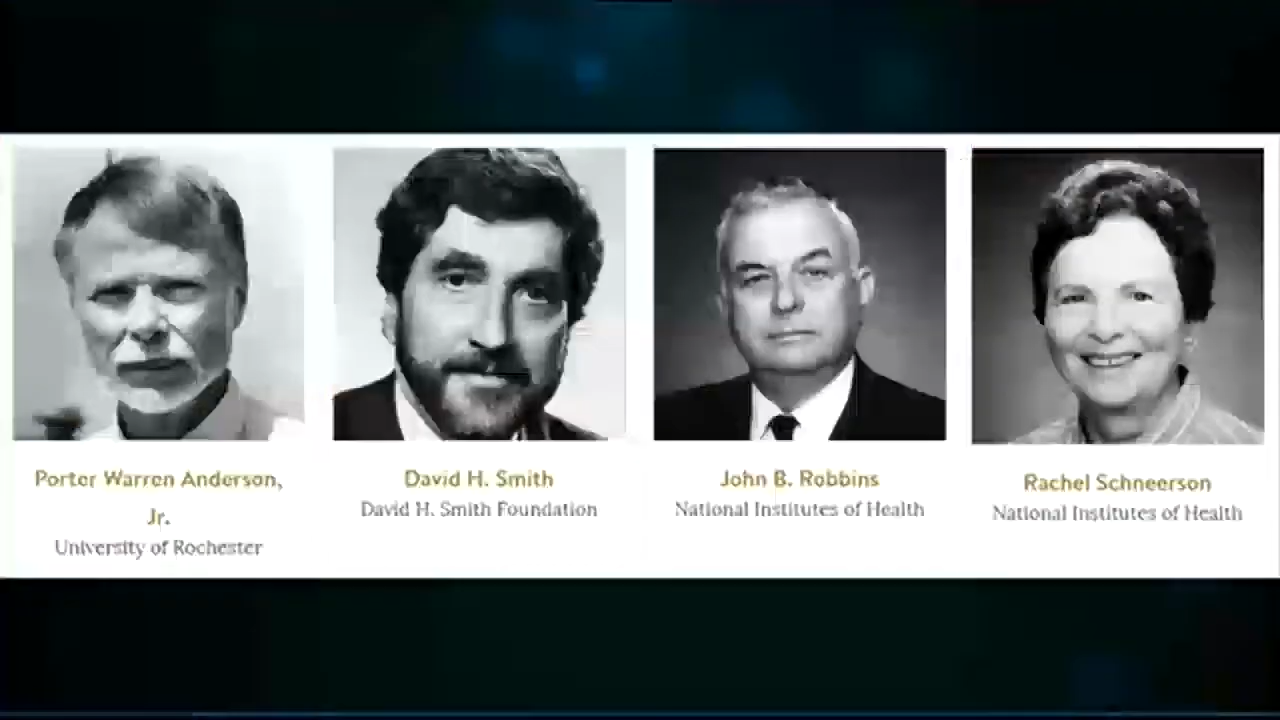 Porter Warren Anderson,
Jr.
University of Rochester
David H. Smith
David H. Smith Foundation
John B. Robbins
National Institutes of Health
Rachel Schneerson
National Institutes of Health